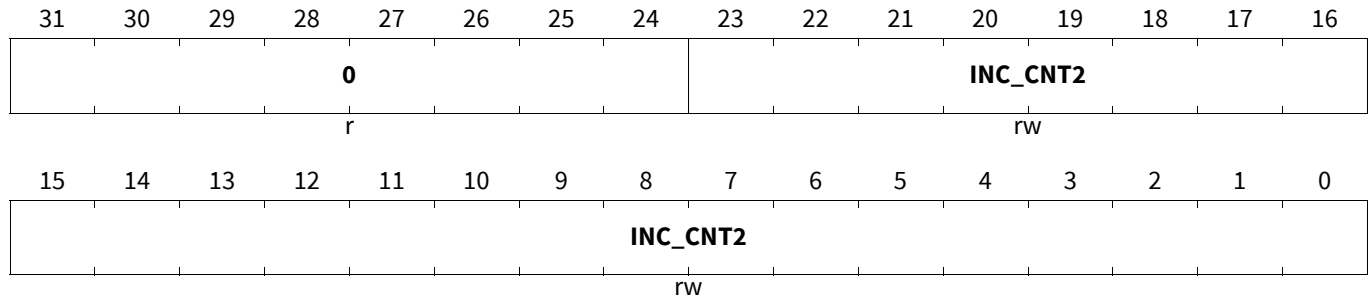 31 30 29 28 27 26 25 24 23 22 21 20 19 18 17 16
0 INC_CNT2
r rw
15 14 13 12 11 10 9 8 7 6 5 4 3 2 1 0
INC_CNT2
rw